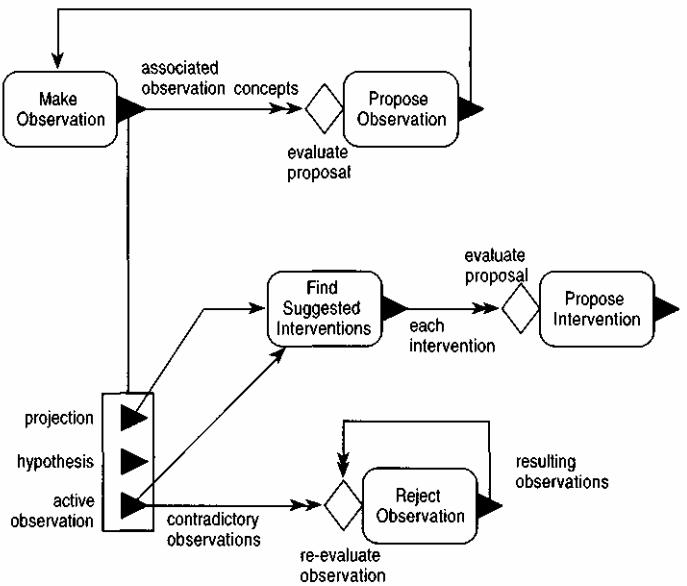 associated
observation concepts
Make
Observation
Propose
Observation
evaluate
proposal
evaluate
proposal
Find
Suggested
Interventions
Propose
Intervention
each
intervention
projection
hypothesis
active
observation
contradictory
observations
Reject
Observation
resulting
observations
re-evaluate
observation